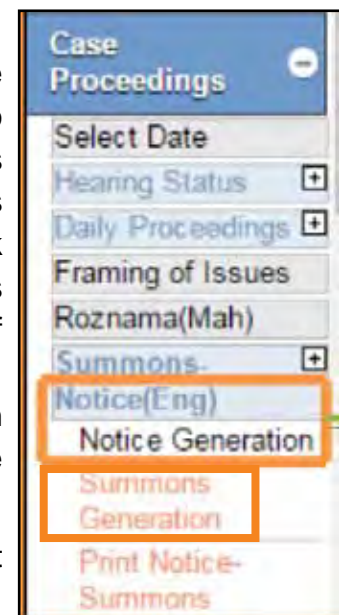 Case
Proceedings
Select Date
Hearing Status
Daily Proceedings
Framing of Issues
Roznama(Mah)
Summons-
Notice(Eng)
Notice Generation
Summons
Generation
Print Notice-
Summons